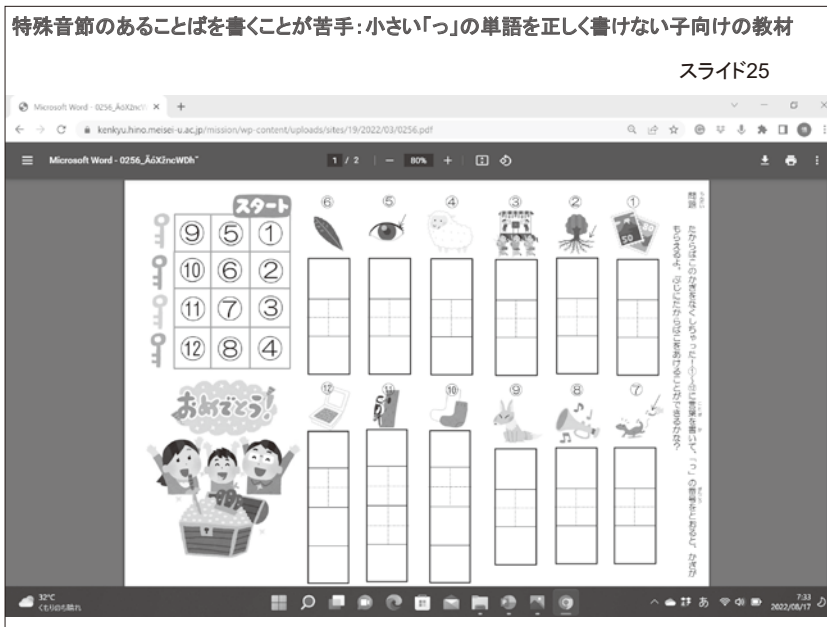 特殊音節のあることばを書くことが苦手：小さい「っ」の単語を正しく書けない子向けの教材
スライド25
Microsoft Word - 0256_ÄóXžncW
kenkyu.hino.meisei-u.ac.jp/mission/wp-content/uploads/sites/19/2022/03/0256.pdf
Microsoft Word - 0256_ÄóXžncWDh˜
1 / 2
80%
問題
たからばこのかぎをなくしちゃった！①～⑫に言葉を書いて、「っ」の番号をとおると、かぎが
もらえるよ。ぶじにたからばこをあけることができるかな？
① ② ③ ④ ⑤ ⑥
50
スタート
⑨ ⑤ ①
⑩ ⑥ ②
⑪ ⑦ ③
⑫ ⑧ ④
⑦ ⑧ ⑨ ⑩ ⑪ ⑫
おめでとう！
32°C
くもりのち晴れ
あ
7:33
2022/08/17